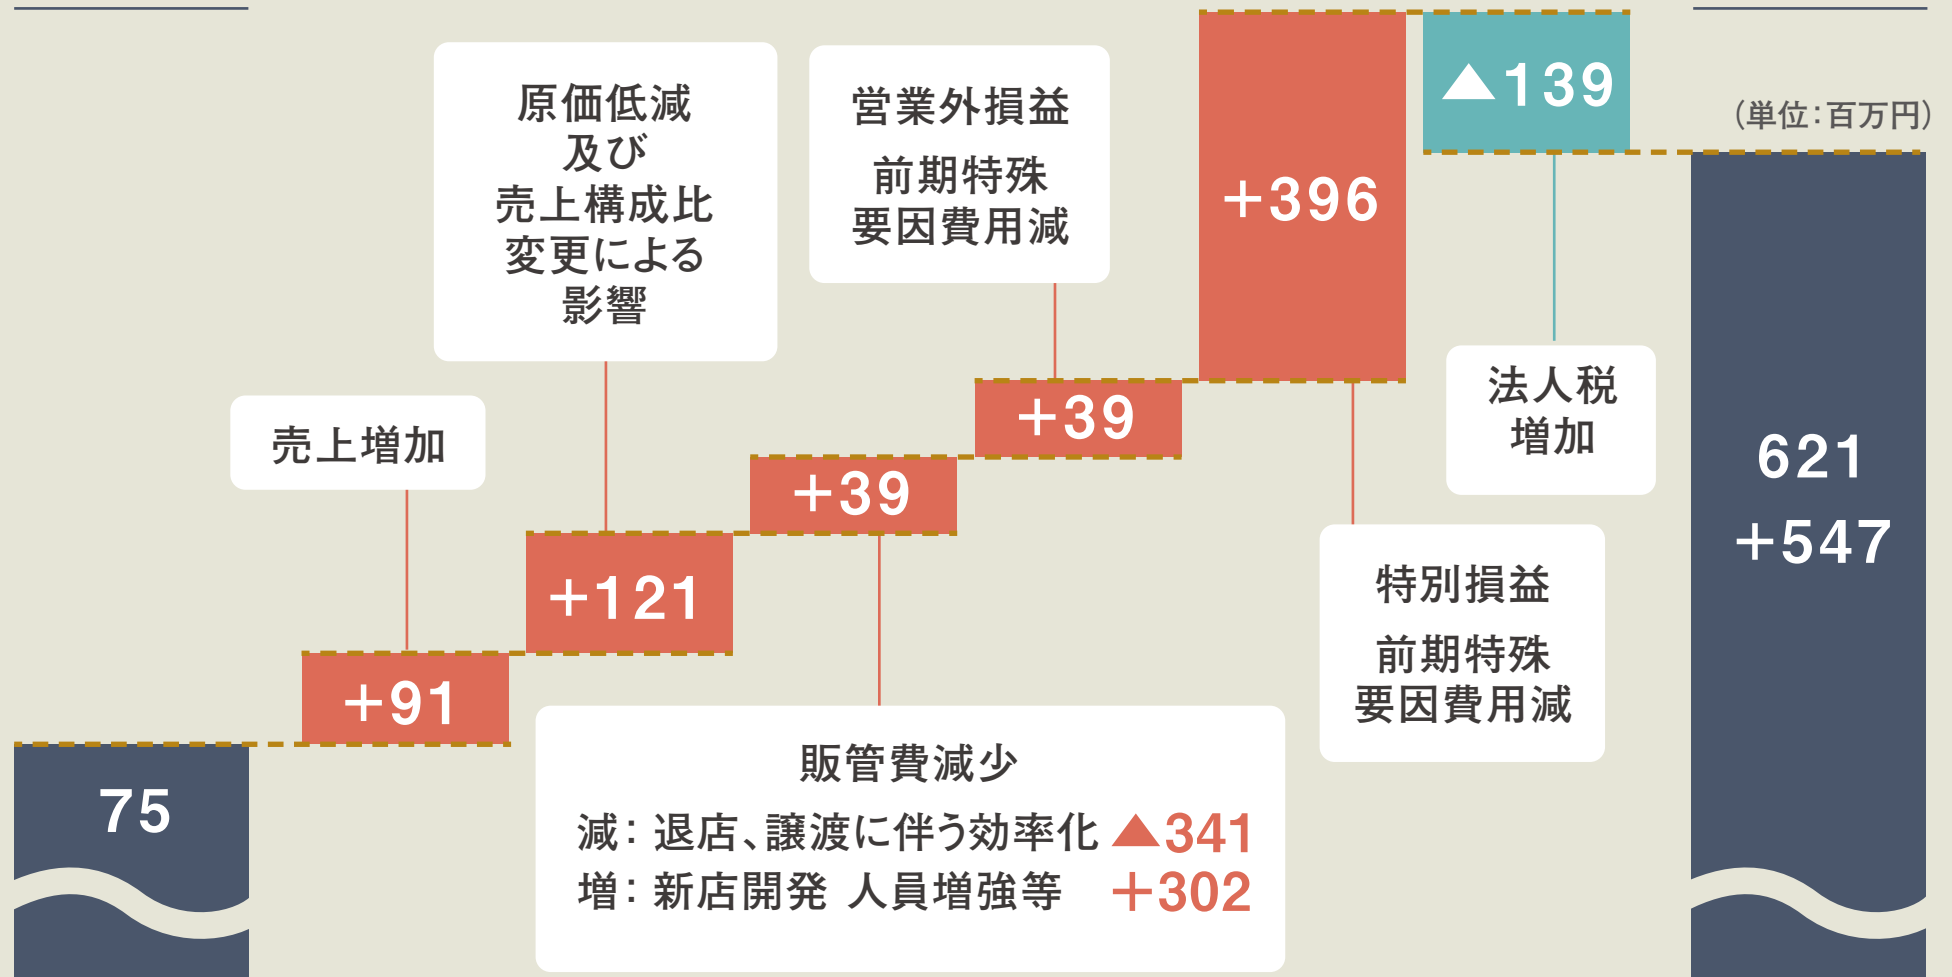 75
+91
売上増加
+121
原価低減
及び
売上構成比
変更による
影響
+39
販管費減少
減：退店、譲渡に伴う効率化 ▲341
増：新店開発 人員増強等 +302
+39
営業外損益
前期特殊
要因費用減
+396
特別損益
前期特殊
要因費用減
▲139
法人税
増加
（単位：百万円）
621
+547